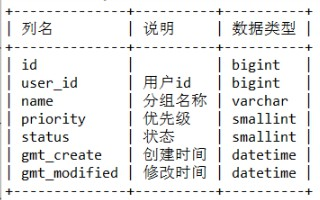 +--------------+----------+----------+
| 列名 | 说明 | 数据类型 |
+--------------+----------+----------+
| id | | bigint |
| user_id | 用户id | bigint |
| name | 分组名称 | varchar |
| priority | 优先级 | smallint |
| status | 状态 | smallint |
| gmt_create | 创建时间 | datetime |
| gmt_modified | 修改时间 | datetime |
+--------------+----------+----------+